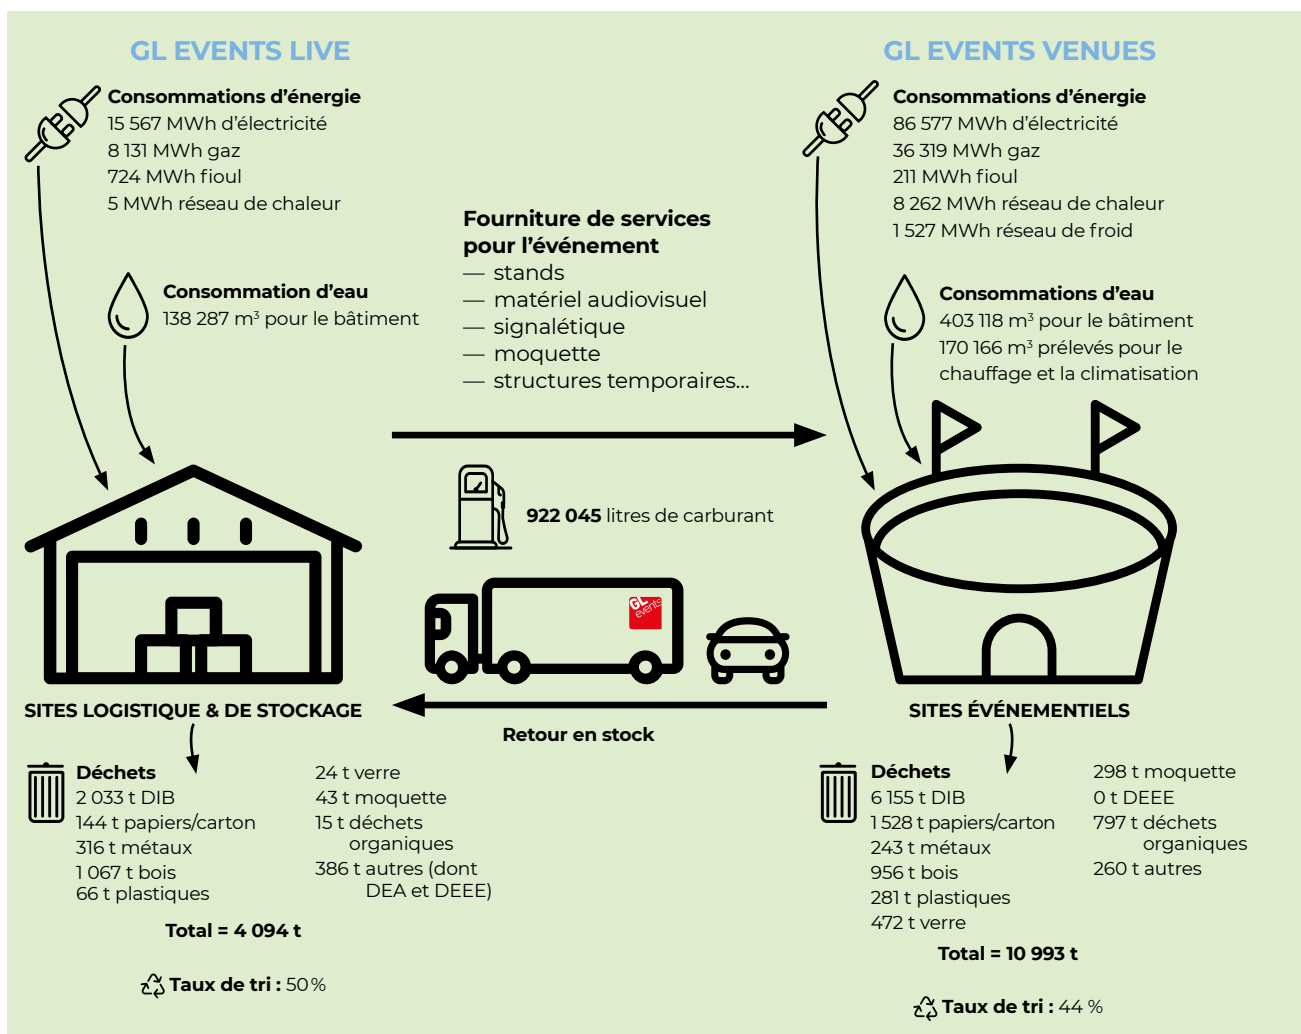 GL EVENTS LIVE
Consommations d'énergie
15 567 MWh d'électricité
8 131 MWh gaz
724 MWh fioul
5 MWh réseau de chaleur
Consommation d'eau
138 287 m³ pour le bâtiment
Fourniture de services
pour l'événement
— stands
— matériel audiovisuel
— signalétique
— moquette
— structures temporaires...
GL EVENTS VENUES
Consommations d'énergie
86 577 MWh d'électricité
36 319 MWh gaz
211 MWh fioul
8 262 MWh réseau de chaleur
1 527 MWh réseau de froid
Consommations d'eau
403 118 m³ pour le bâtiment
170 166 m³ prélevés pour le
chauffage et la climatisation
922 045 litres de carburant
GL
events
Retour en stock
SITES LOGISTIQUE & DE STOCKAGE
Déchets
2 033 t DIB
144 t papiers/carton
316 t métaux
1 067 t bois
66 t plastiques
24 t verre
43 t moquette
15 t déchets
organiques
386 t autres (dont
DEA et DEEE)
Total = 4 094 t
Taux de tri : 50 %
SITES ÉVÉNEMENTIELS
Déchets
6 155 t DIB
1 528 t papiers/carton
243 t métaux
956 t bois
281 t plastiques
472 t verre
298 t moquette
0 t DEEE
797 t déchets
organiques
260 t autres
Total = 10 993 t
Taux de tri : 44 %